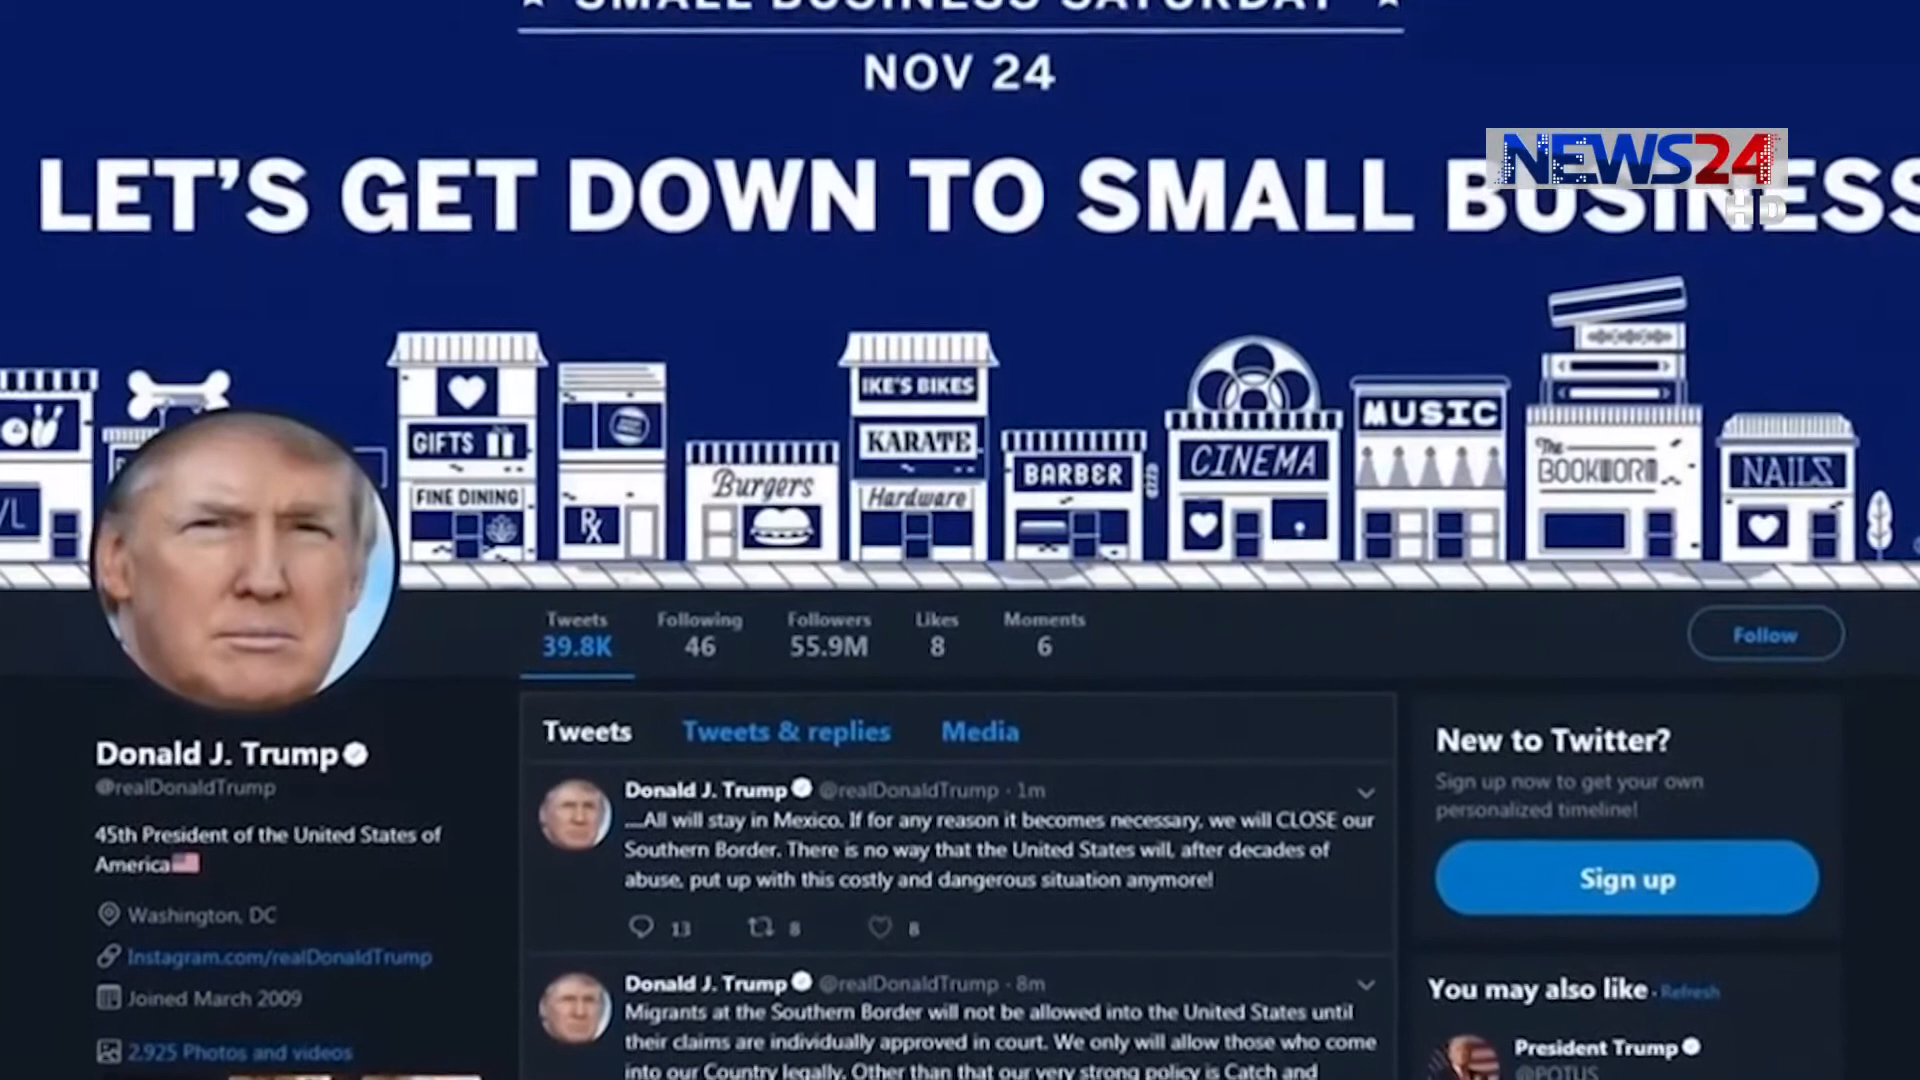 SMALL BUSINESS SATURDAY
NOV 24
LET'S GET DOWN TO SMALL BUSINESS
NEWS24
HD
GIFTS
FINE DINING
Rx
Burgers
IKE'S BIKES
KARATE
Hardware
BARBER
CINEMA
MUSIC
The
BOOKWORM
NAILS
Tweets
39.8K
Following
46
Followers
55.9M
Likes
8
Moments
6
Follow
Donald J. Trump
@realDonaldTrump
45th President of the United States of
America
Washington, DC
Instagram.com/realDonaldTrump
Joined March 2009
2,925 Photos and videos
Tweets Tweets & replies Media
Donald J. Trump @realDonaldTrump · 1m
....All will stay in Mexico. If for any reason it becomes necessary, we will CLOSE our
Southern Border. There is no way that the United States will, after decades of
abuse, put up with this costly and dangerous situation anymore!
13 8 8
Donald J. Trump @realDonaldTrump · 8m
Migrants at the Southern Border will not be allowed into the United States until
their claims are individually approved in court. We only will allow those who come
into our Country legally. Other than that our very strong policy is Catch and
New to Twitter?
Sign up now to get your own
personalized timeline!
Sign up
You may also like · Refresh
President Trump
@POTUS